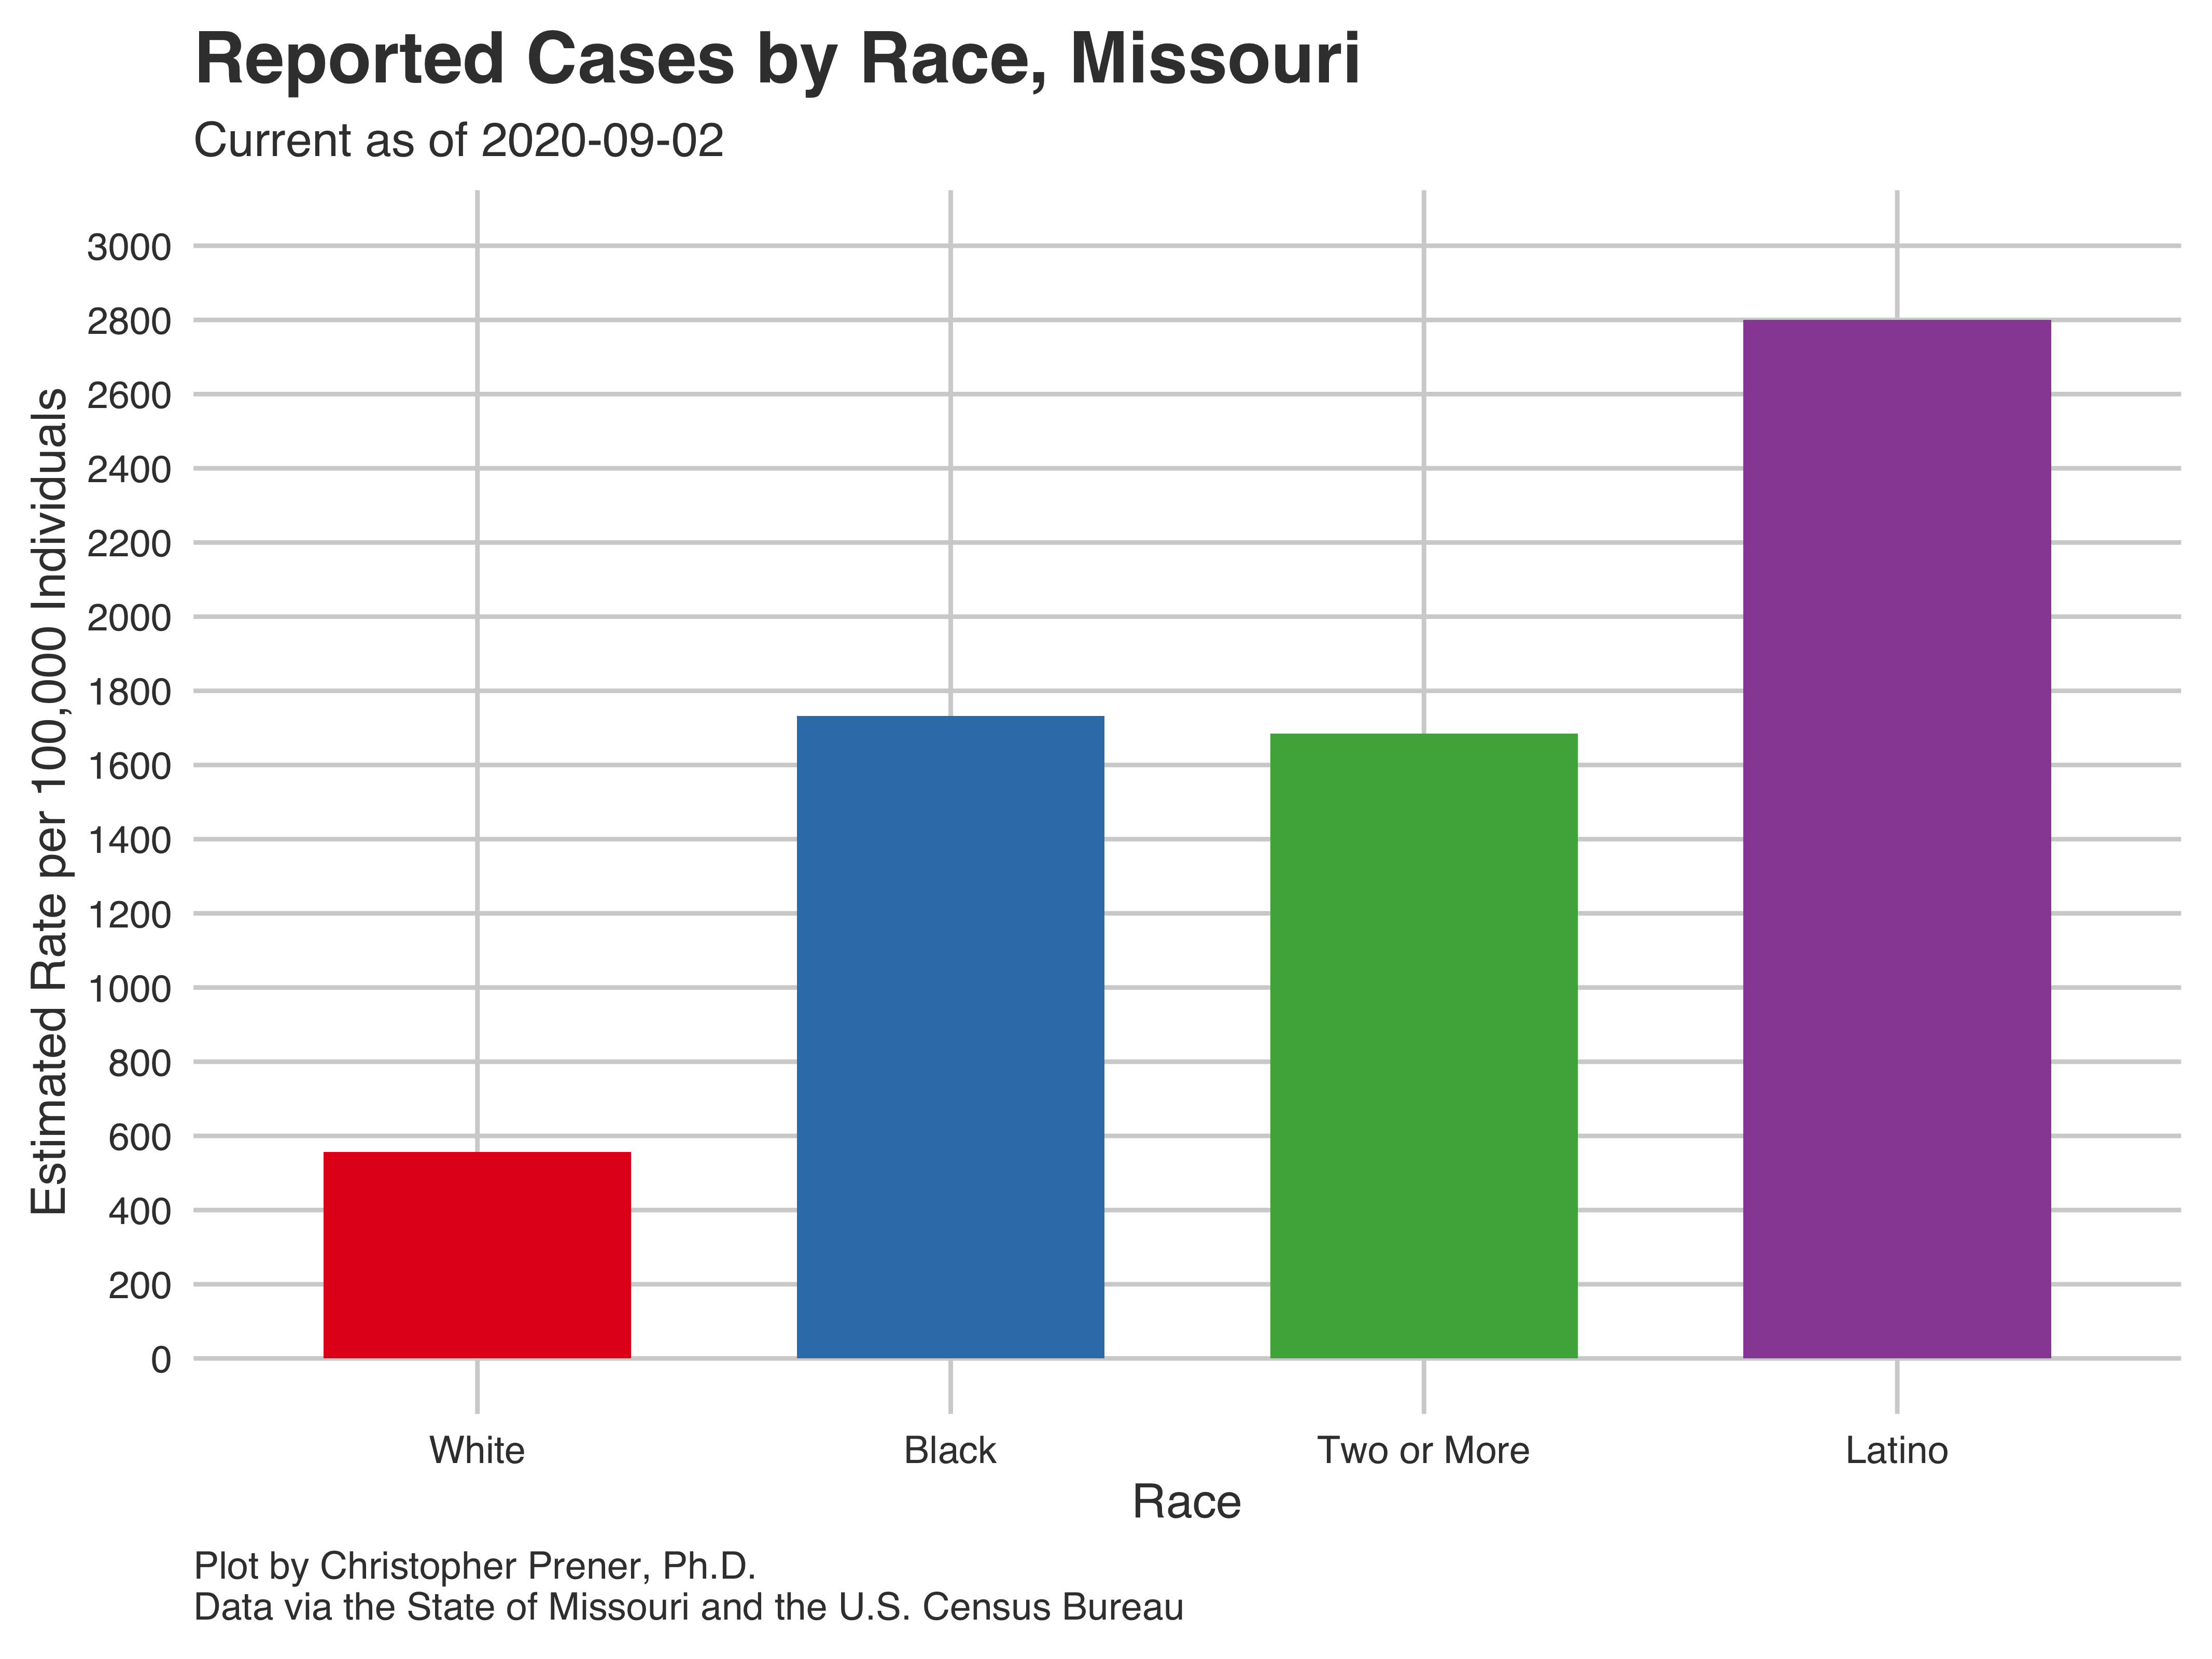 Reported Cases by Race, Missouri
Current as of 2020-09-02
Estimated Rate per 100,000 Individuals
3000
2800
2600
2400
2200
2000
1800
1600
1400
1200
1000
800
600
400
200
0
White Black Two or More Latino
Race
Plot by Christopher Prener, Ph.D.
Data via the State of Missouri and the U.S. Census Bureau